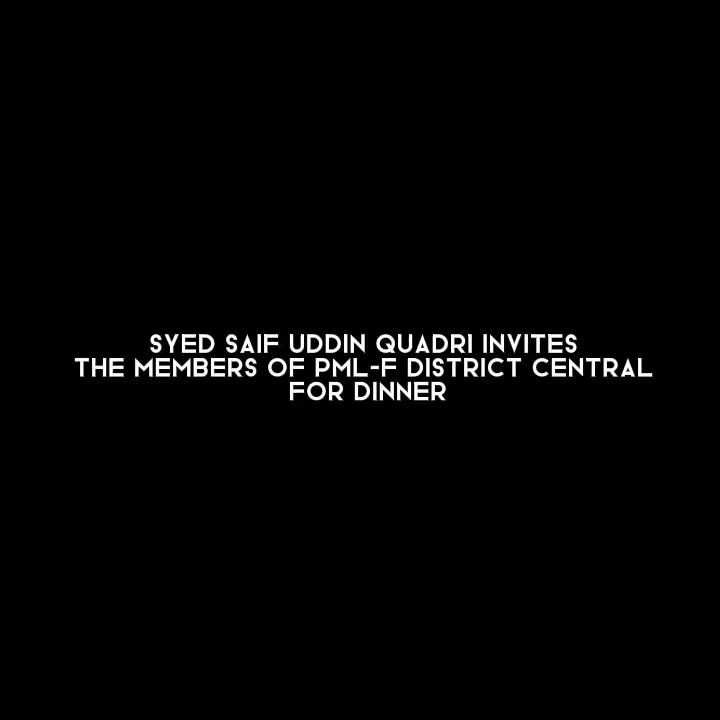 SYED SAIF UDDIN QUADRI INVITES
THE MEMBERS OF PML-F DISTRICT CENTRAL
FOR DINNER